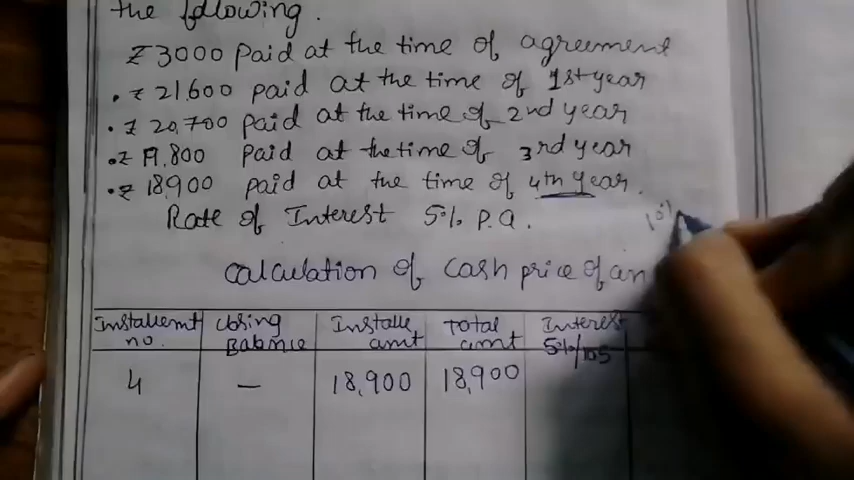 the following.
₹ 3000 Paid at the time of agreement
. ₹ 21,600 paid at the time of 1st year
. ₹ 20,700 paid at the time of 2nd year
. ₹ 19,800 paid at the time of 3rd year
. ₹ 18,900 paid at the time of 4th year.
Rate of Interest 5% P.a.
10%
calculation of cash price of an
Installemt no. closing Balance Installe amt Total amt Interest 5%/105
4 — 18,900 18,900